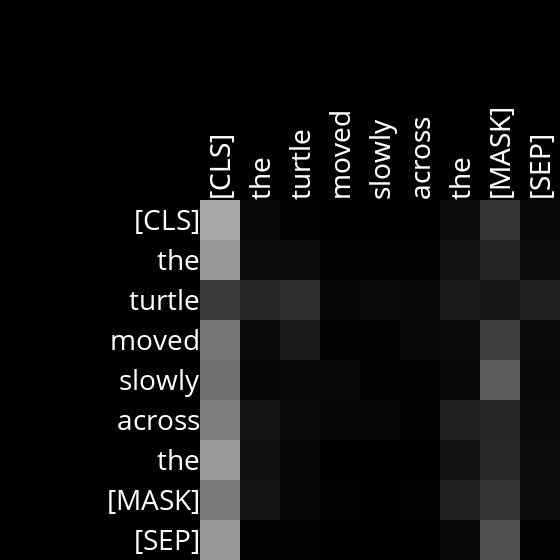 [CLS] the turtle moved slowly across the [MASK] [SEP]
[CLS]
the
turtle
moved
slowly
across
the
[MASK]
[SEP]